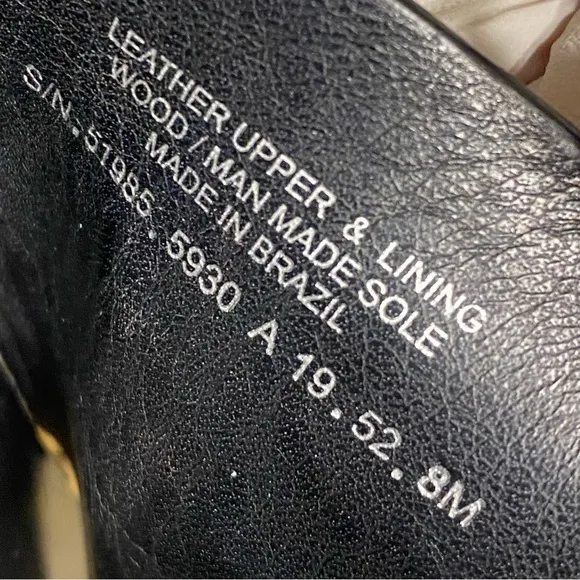 LEATHER UPPER & LINING
WOOD / MAN MADE SOLE
MADE IN BRAZIL
S/N. 51985. 5930 A 19. 52. 8M